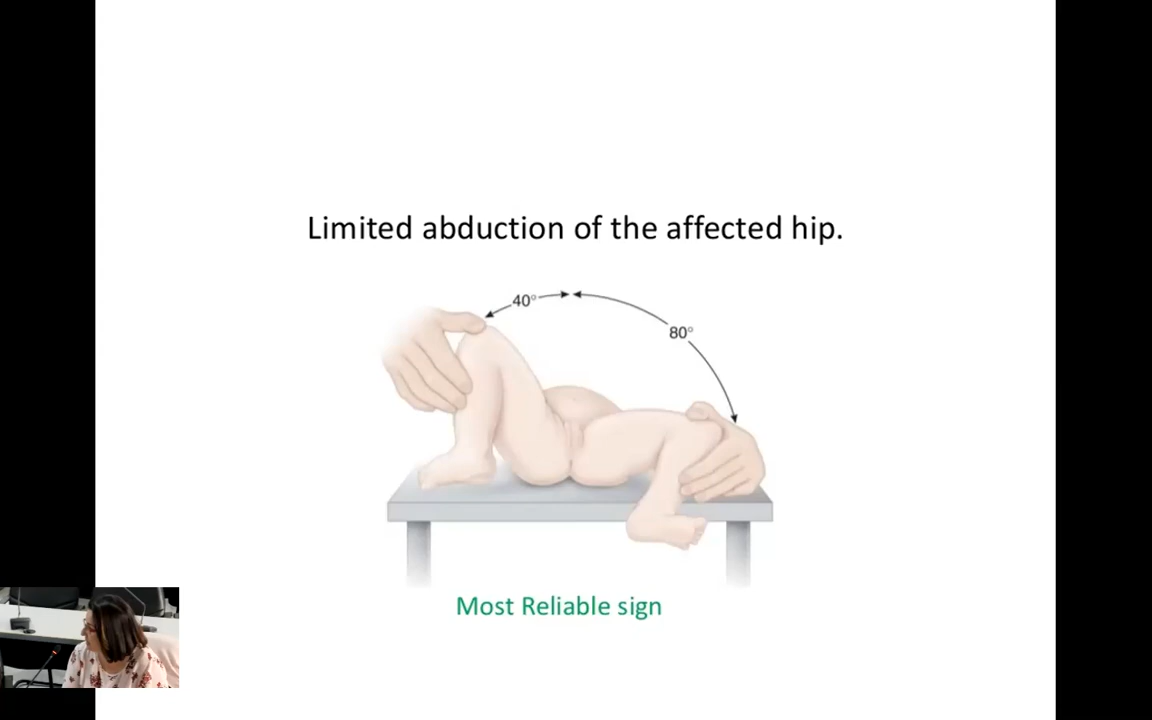 Limited abduction of the affected hip.
40°
80°
Most Reliable sign